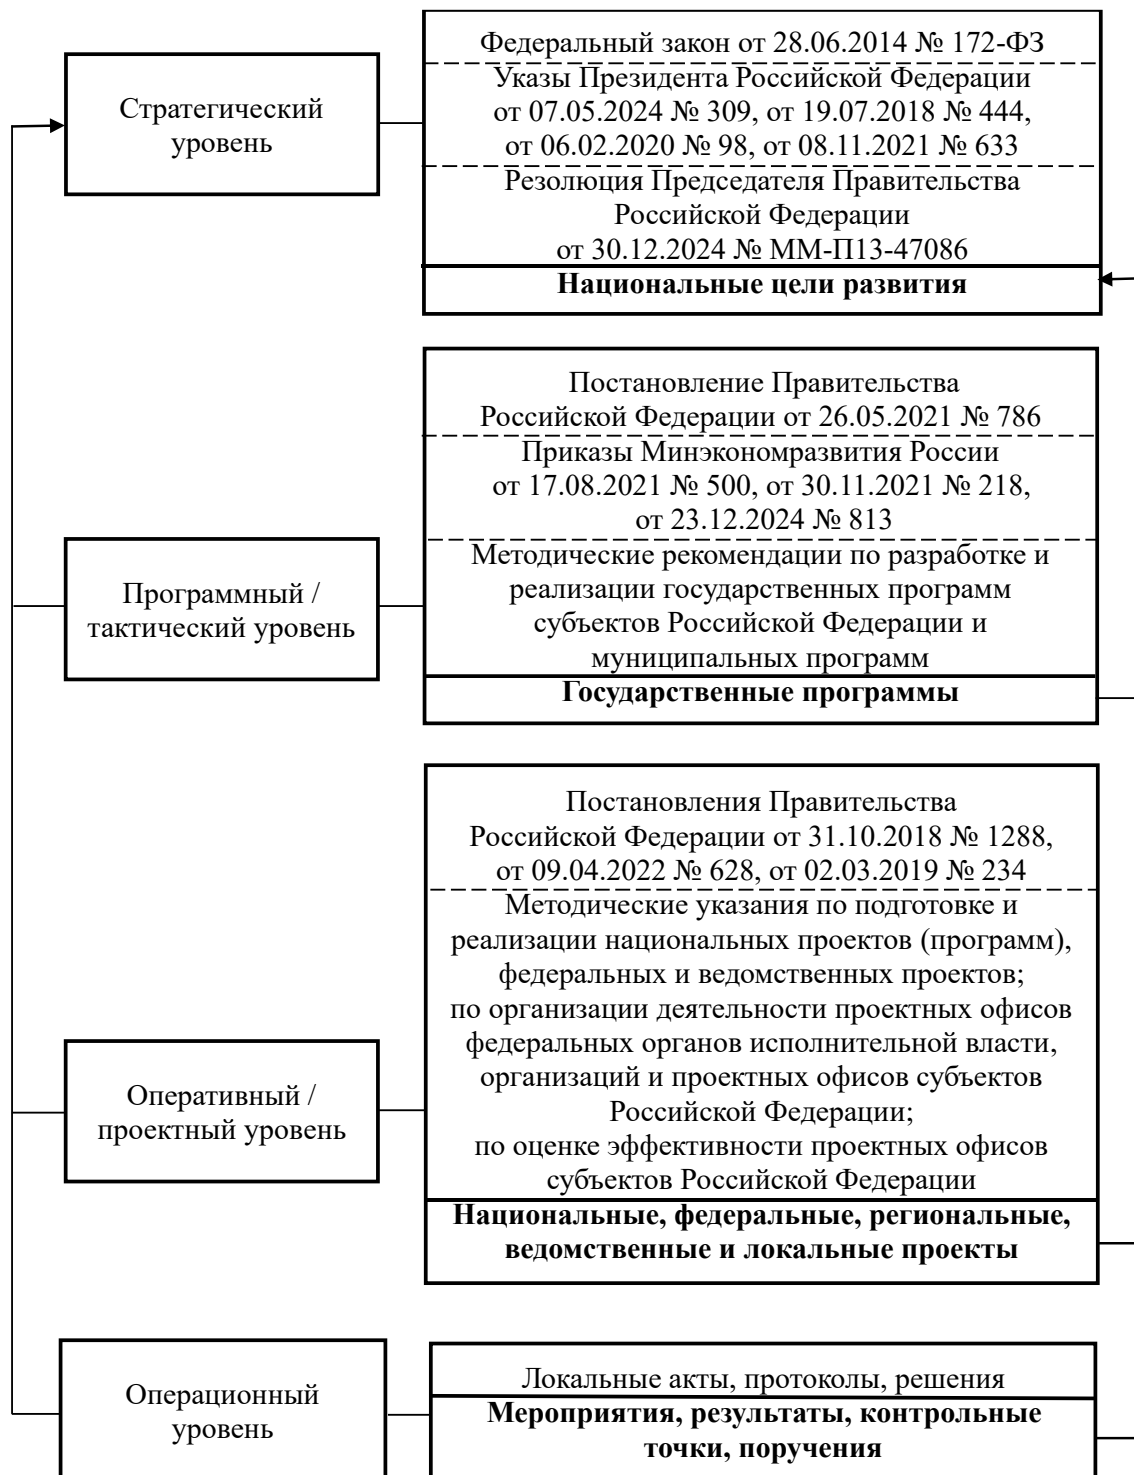 Стратегический
уровень
Федеральный закон от 28.06.2014 № 172-ФЗ
Указы Президента Российской Федерации
от 07.05.2024 № 309, от 19.07.2018 № 444,
от 06.02.2020 № 98, от 08.11.2021 № 633
Резолюция Председателя Правительства
Российской Федерации
от 30.12.2024 № ММ-П13-47086
Национальные цели развития
Программный /
тактический уровень
Постановление Правительства
Российской Федерации от 26.05.2021 № 786
Приказы Минэкономразвития России
от 17.08.2021 № 500, от 30.11.2021 № 218,
от 23.12.2024 № 813
Методические рекомендации по разработке и
реализации государственных программ
субъектов Российской Федерации и
муниципальных программ
Государственные программы
Оперативный /
проектный уровень
Постановления Правительства
Российской Федерации от 31.10.2018 № 1288,
от 09.04.2022 № 628, от 02.03.2019 № 234
Методические указания по подготовке и
реализации национальных проектов (программ),
федеральных и ведомственных проектов;
по организации деятельности проектных офисов
федеральных органов исполнительной власти,
организаций и проектных офисов субъектов
Российской Федерации;
по оценке эффективности проектных офисов
субъектов Российской Федерации
Национальные, федеральные, региональные,
ведомственные и локальные проекты
Операционный
уровень
Локальные акты, протоколы, решения
Мероприятия, результаты, контрольные
точки, поручения